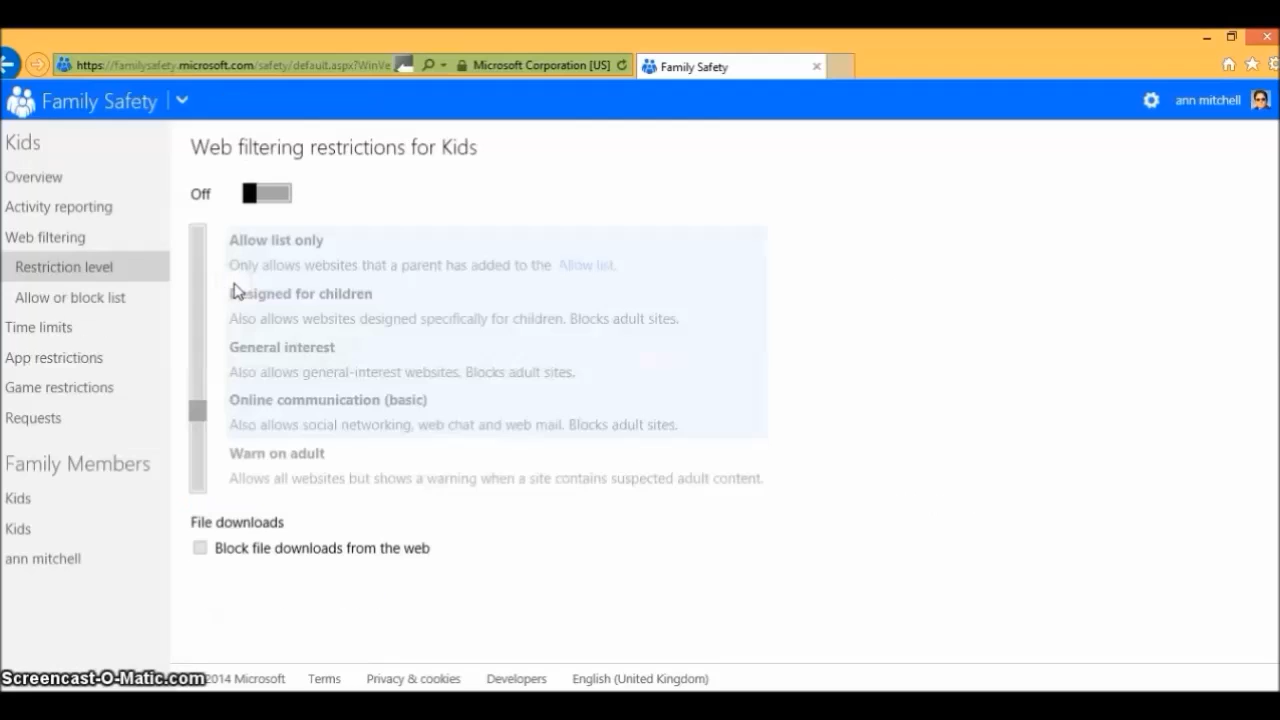 https://familysafety.microsoft.com/safety/default.aspx?WinVe
Microsoft Corporation [US]
Family Safety
Family Safety
ann mitchell
Kids
Overview
Activity reporting
Web filtering
Restriction level
Allow or block list
Time limits
App restrictions
Game restrictions
Requests
Family Members
Kids
Kids
ann mitchell
Web filtering restrictions for Kids
Off
Allow list only
Only allows websites that a parent has added to the Allow list.
Designed for children
Also allows websites designed specifically for children. Blocks adult sites.
General interest
Also allows general-interest websites. Blocks adult sites.
Online communication (basic)
Also allows social networking, web chat and web mail. Blocks adult sites.
Warn on adult
Allows all websites but shows a warning when a site contains suspected adult content.
File downloads
Block file downloads from the web
Screencast-O-Matic.com
2014 Microsoft
Terms
Privacy & cookies
Developers
English (United Kingdom)